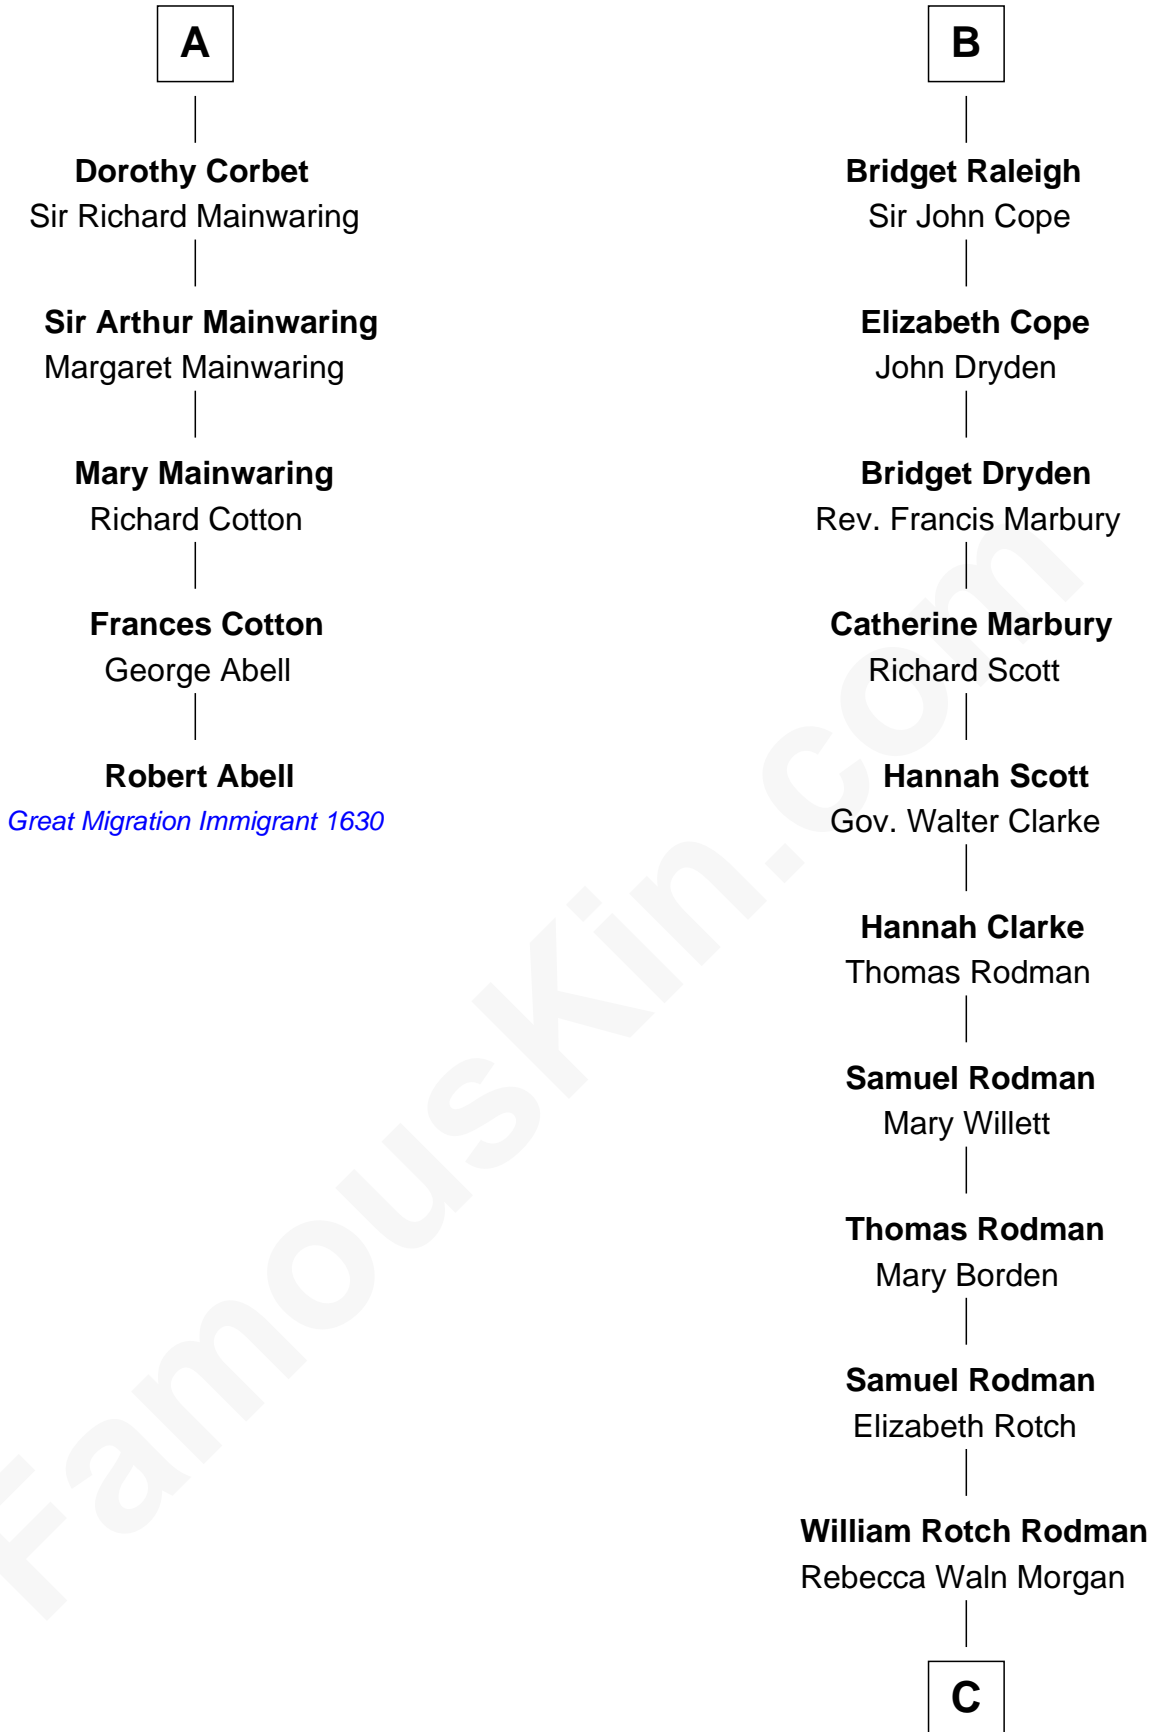 A
Dorothy Corbet
Sir Richard Mainwaring
Sir Arthur Mainwaring
Margaret Mainwaring
Mary Mainwaring
Richard Cotton
Frances Cotton
George Abell
Robert Abell
Great Migration Immigrant 1630
B
Bridget Raleigh
Sir John Cope
Elizabeth Cope
John Dryden
Bridget Dryden
Rev. Francis Marbury
Catherine Marbury
Richard Scott
Hannah Scott
Gov. Walter Clarke
Hannah Clarke
Thomas Rodman
Samuel Rodman
Mary Willett
Thomas Rodman
Mary Borden
Samuel Rodman
Elizabeth Rotch
William Rotch Rodman
Rebecca Waln Morgan
C
FamousKin.com